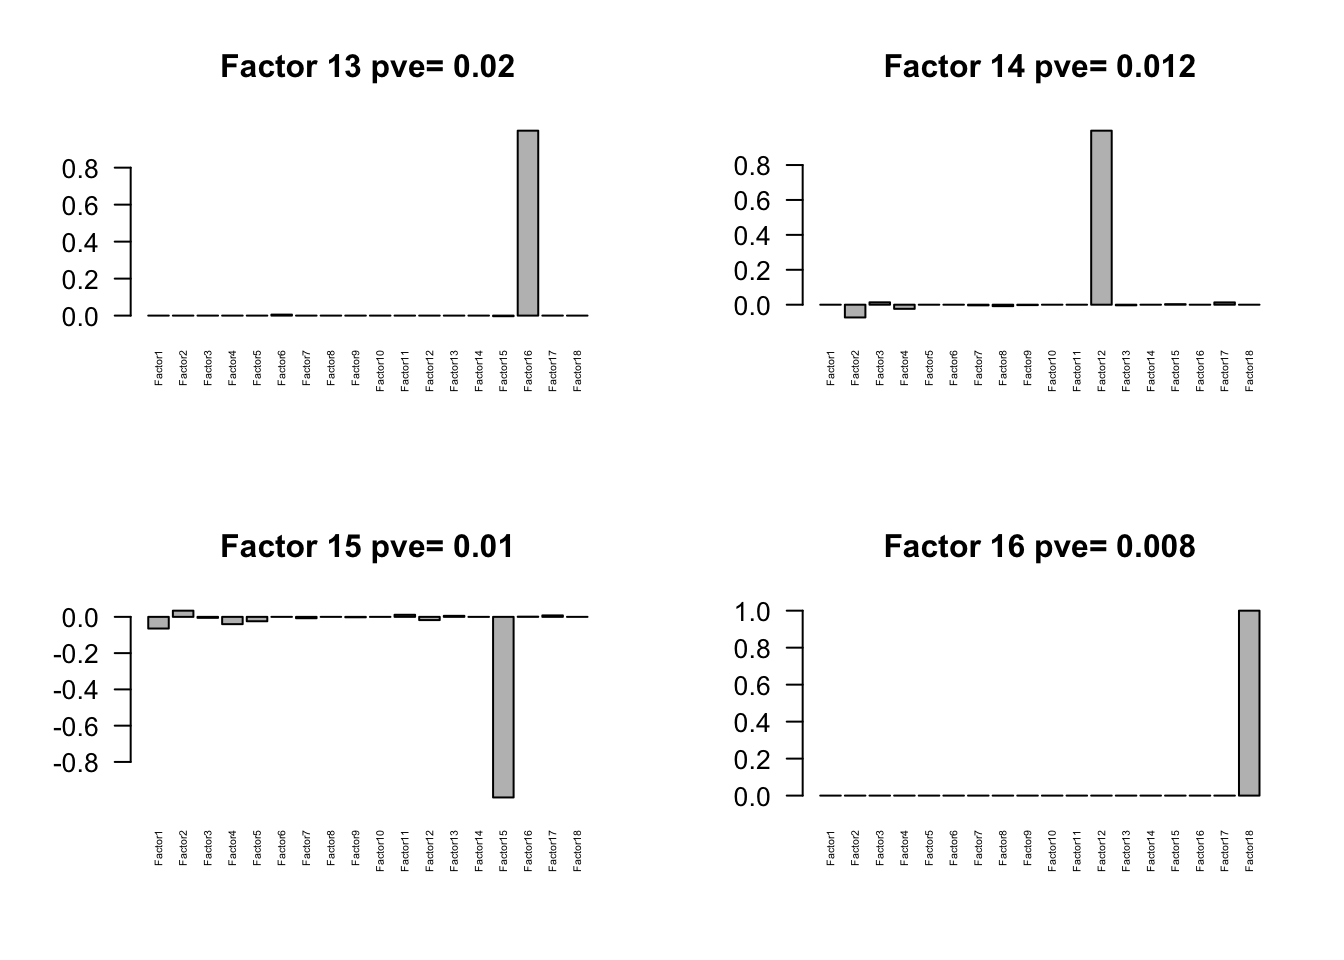 Factor 13 pve= 0.02
0.8
0.6
0.4
0.2
0.0
Factor1
Factor2
Factor3
Factor4
Factor5
Factor6
Factor7
Factor8
Factor9
Factor10
Factor11
Factor12
Factor13
Factor14
Factor15
Factor16
Factor17
Factor18
Factor 14 pve= 0.012
0.8
0.6
0.4
0.2
0.0
Factor1
Factor2
Factor3
Factor4
Factor5
Factor6
Factor7
Factor8
Factor9
Factor10
Factor11
Factor12
Factor13
Factor14
Factor15
Factor16
Factor17
Factor18
Factor 15 pve= 0.01
0.0
-0.2
-0.4
-0.6
-0.8
Factor1
Factor2
Factor3
Factor4
Factor5
Factor6
Factor7
Factor8
Factor9
Factor10
Factor11
Factor12
Factor13
Factor14
Factor15
Factor16
Factor17
Factor18
Factor 16 pve= 0.008
1.0
0.8
0.6
0.4
0.2
0.0
Factor1
Factor2
Factor3
Factor4
Factor5
Factor6
Factor7
Factor8
Factor9
Factor10
Factor11
Factor12
Factor13
Factor14
Factor15
Factor16
Factor17
Factor18